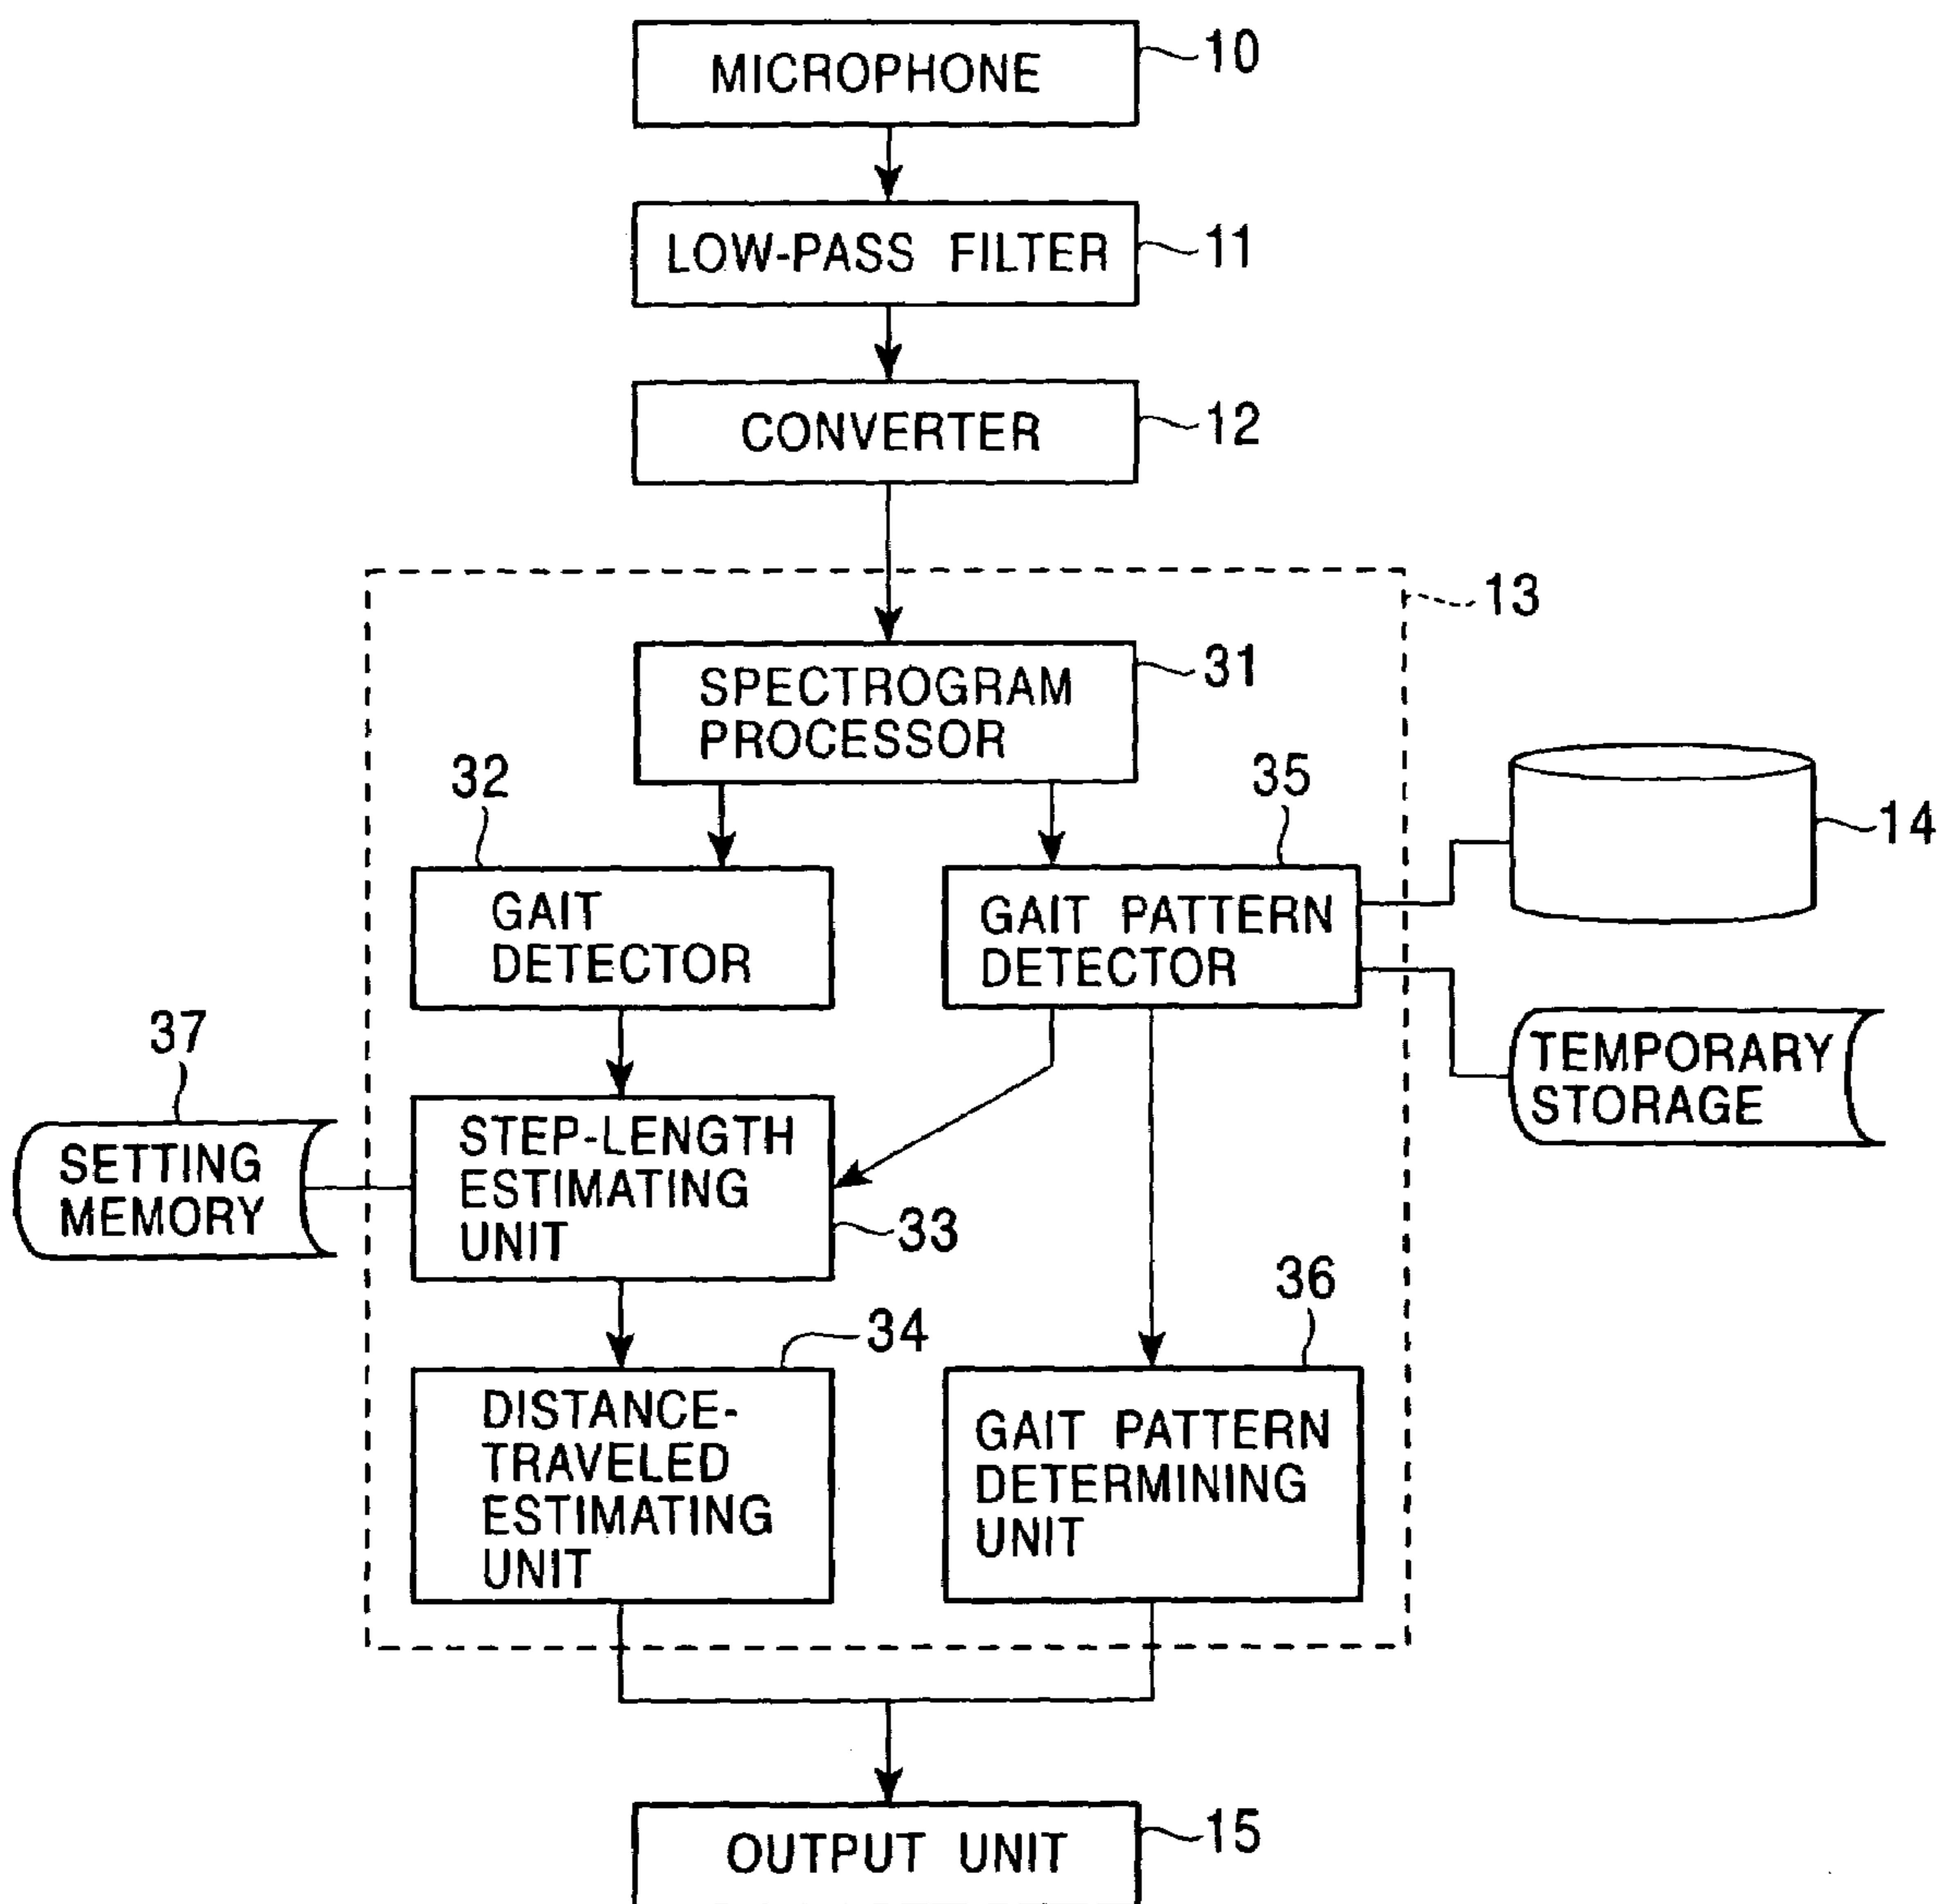 MICROPHONE
10
LOW-PASS FILTER
11
CONVERTER
12
13
SPECTROGRAM
PROCESSOR
31
32
35
14
GAIT
DETECTOR
GAIT PATTERN
DETECTOR
37
TEMPORARY
STORAGE
SETTING
MEMORY
STEP-LENGTH
ESTIMATING
UNIT
33
36
34
DISTANCE-
TRAVELED
ESTIMATING
UNIT
GAIT PATTERN
DETERMINING
UNIT
OUTPUT UNIT
15